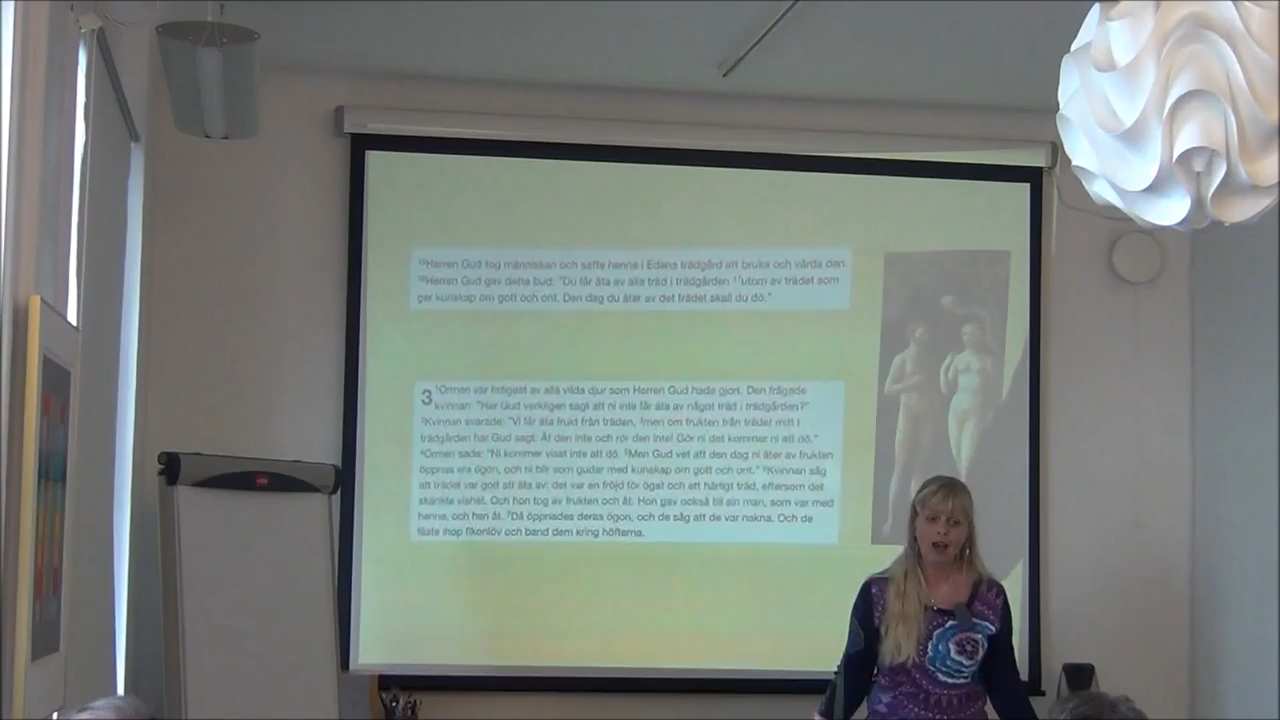 ¹⁵Herren Gud tog människan och satte henne i Edens trädgård att bruka och vårda den.
¹⁶Herren Gud gav detta bud: "Du får äta av alla träd i trädgården ¹⁷utom av trädet som
ger kunskap om gott och ont. Den dag du äter av det trädet skall du dö."
3 ¹Ormen var listigast av alla vilda djur som Herren Gud hade gjort. Den frågade
kvinnan: "Har Gud verkligen sagt att ni inte får äta av något träd i trädgården?"
²Kvinnan svarade: "Vi får äta frukt från träden, ³men om frukten från trädet mitt i
trädgården har Gud sagt: Ät den inte och rör den inte! Gör ni det kommer ni att dö."
⁴Ormen sade: "Ni kommer visst inte att dö. ⁵Men Gud vet att den dag ni äter av frukten
öppnas era ögon, och ni blir som gudar med kunskap om gott och ont." ⁶Kvinnan såg
att trädet var gott att äta av: det var en fröjd för ögat och ett härligt träd, eftersom det
skänkte vishet. Och hon tog av frukten och åt. Hon gav också till sin man, som var med
henne, och han åt. ⁷Då öppnades deras ögon, och de såg att de var nakna. Och de
fäste ihop fikonlöv och band dem kring höfterna.